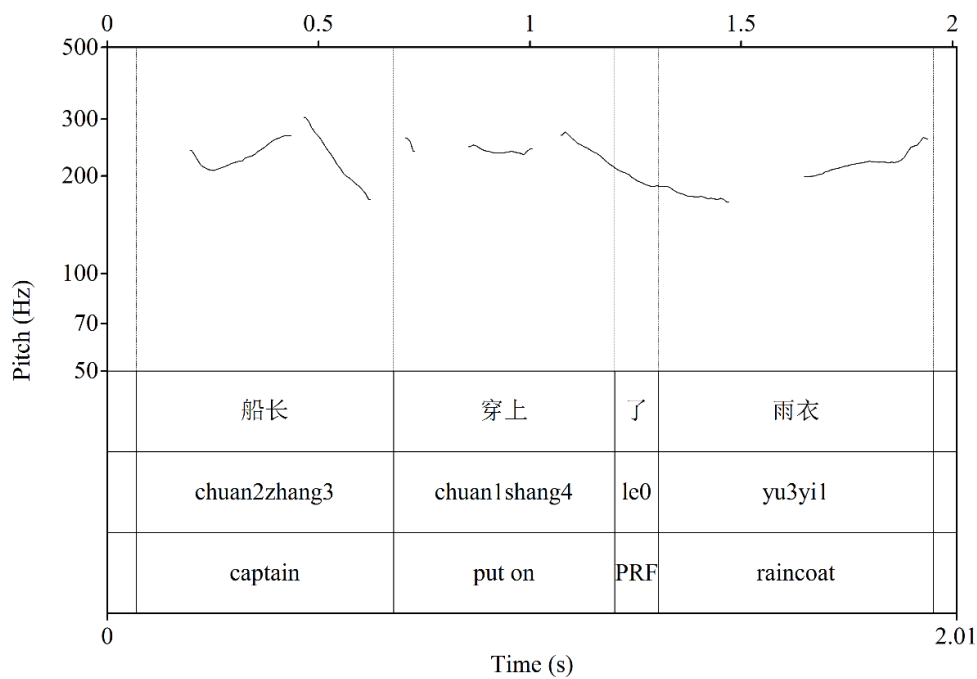 0 0.5 1 1.5 2
500
300
200
100
70
50
Pitch (Hz)
船长 穿上 了 雨衣
chuan2zhang3 chuan1shang4 le0 yu3yi1
captain put on PRF raincoat
0 2.01
Time (s)